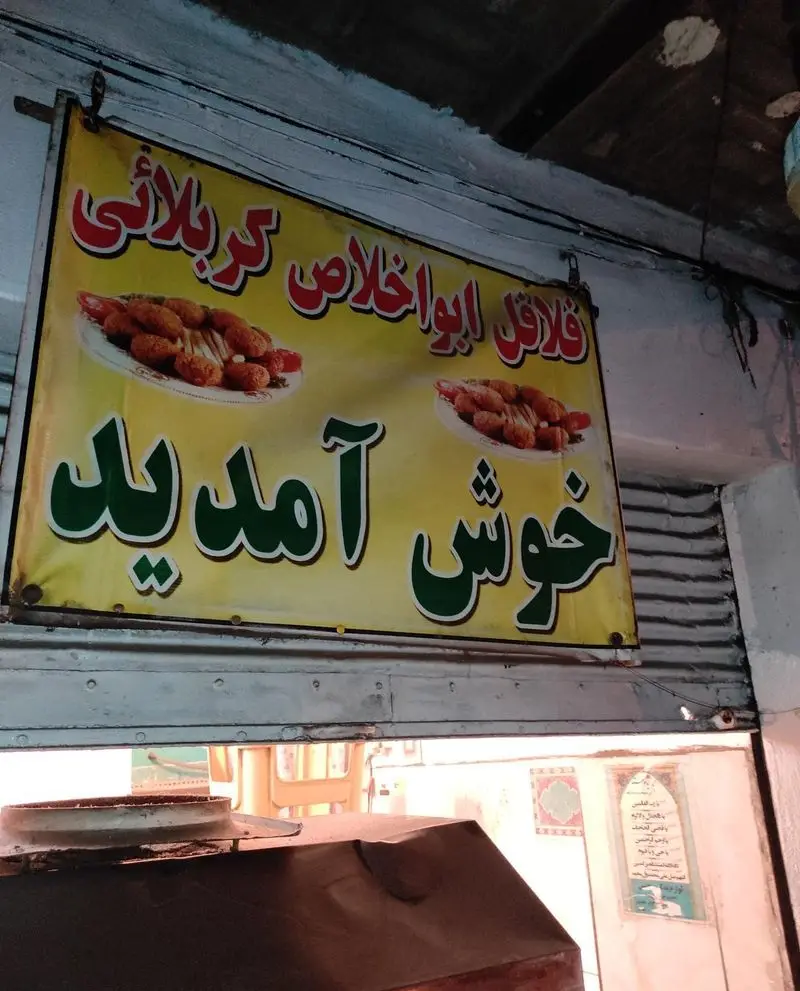 فلافل ابواخلاص کربلائی
خوش آمدید